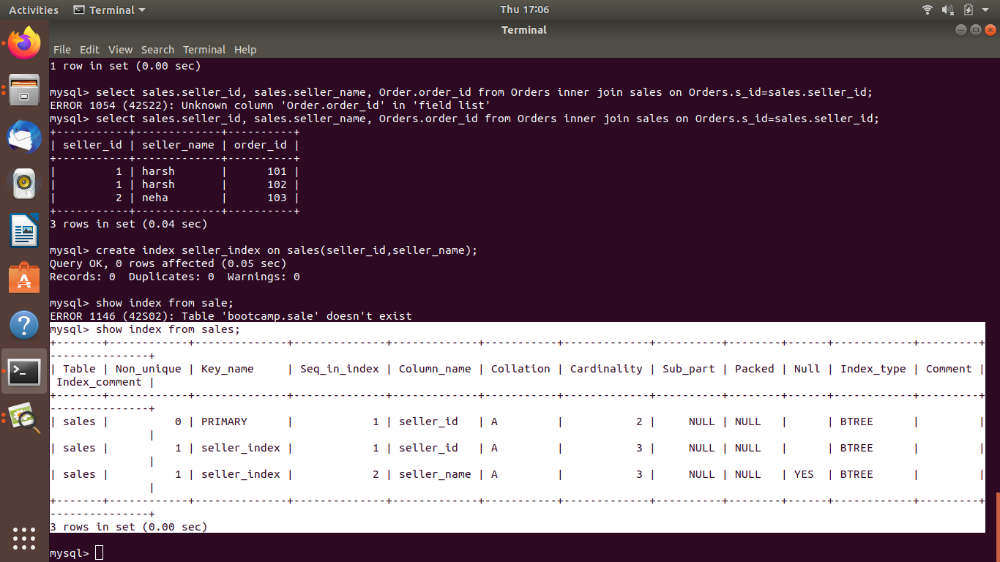 Activities Terminal Thu 17:06
Terminal
File Edit View Search Terminal Help
1 row in set (0.00 sec)
mysql> select sales.seller_id, sales.seller_name, Order.order_id from Orders inner join sales on Orders.s_id=sales.seller_id;
ERROR 1054 (42S22): Unknown column 'Order.order_id' in 'field list'
mysql> select sales.seller_id, sales.seller_name, Orders.order_id from Orders inner join sales on Orders.s_id=sales.seller_id;
+-----------+-------------+----------+
| seller_id | seller_name | order_id |
+-----------+-------------+----------+
|         1 | harsh       |      101 |
|         1 | harsh       |      102 |
|         2 | neha        |      103 |
+-----------+-------------+----------+
3 rows in set (0.04 sec)
mysql> create index seller_index on sales(seller_id,seller_name);
Query OK, 0 rows affected (0.05 sec)
Records: 0  Duplicates: 0  Warnings: 0
mysql> show index from sale;
ERROR 1146 (42S02): Table 'bootcamp.sale' doesn't exist
mysql> show index from sales;
+-------+------------+--------------+--------------+-------------+-----------+-------------+----------+--------+------+------------+---------+
---------------+
| Table | Non_unique | Key_name     | Seq_in_index | Column_name | Collation | Cardinality | Sub_part | Packed | Null | Index_type | Comment |
 Index_comment |
+-------+------------+--------------+--------------+-------------+-----------+-------------+----------+--------+------+------------+---------+
---------------+
| sales |          0 | PRIMARY      |            1 | seller_id   | A         |           2 |     NULL | NULL   |      | BTREE      |         |
               |
| sales |          1 | seller_index |            1 | seller_id   | A         |           3 |     NULL | NULL   |      | BTREE      |         |
               |
| sales |          1 | seller_index |            2 | seller_name | A         |           3 |     NULL | NULL   | YES  | BTREE      |         |
               |
+-------+------------+--------------+--------------+-------------+-----------+-------------+----------+--------+------+------------+---------+
---------------+
3 rows in set (0.00 sec)
mysql>